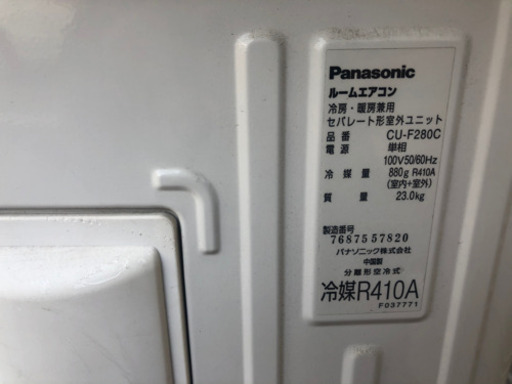 Panasonic
ルームエアコン
冷房・暖房兼用
セパレート形室外ユニット
品番 CU-F280C
電源 単相
100V50/60Hz
冷媒量 880g R410A
(室内+室外)
質量 23.0kg
製造番号
7687557820
パナソニック株式会社
中国製
分離形空冷式
冷媒R410A
F037771